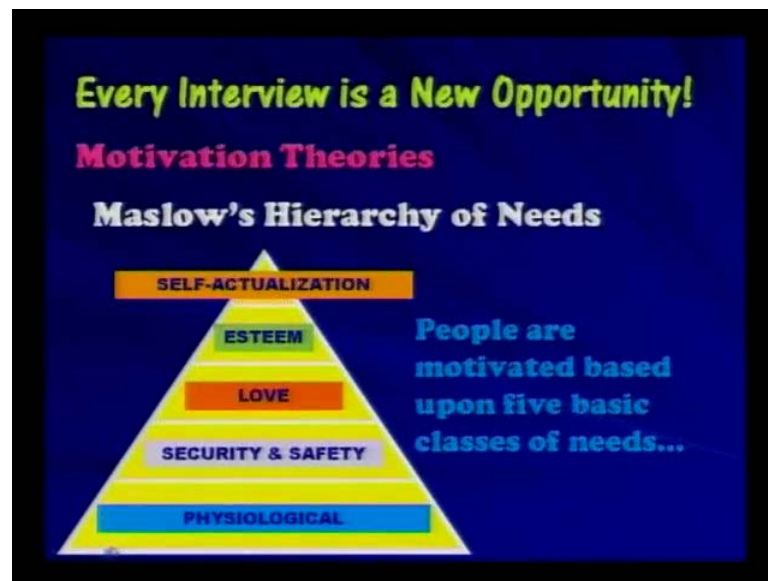 Every Interview is a New Opportunity!
Motivation Theories
Maslow's Hierarchy of Needs
SELF-ACTUALIZATION
ESTEEM
LOVE
SECURITY & SAFETY
PHYSIOLOGICAL
People are
motivated based
upon five basic
classes of needs...